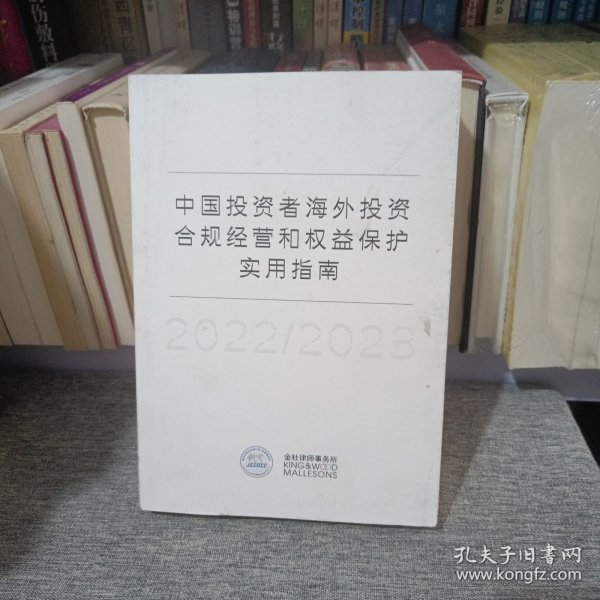 中国投资者海外投资
合规经营和权益保护
实用指南
2022/2023
金杜律师事务所
KING&WOOD
MALLESONS
孔夫子旧书网
www.kongfz.com